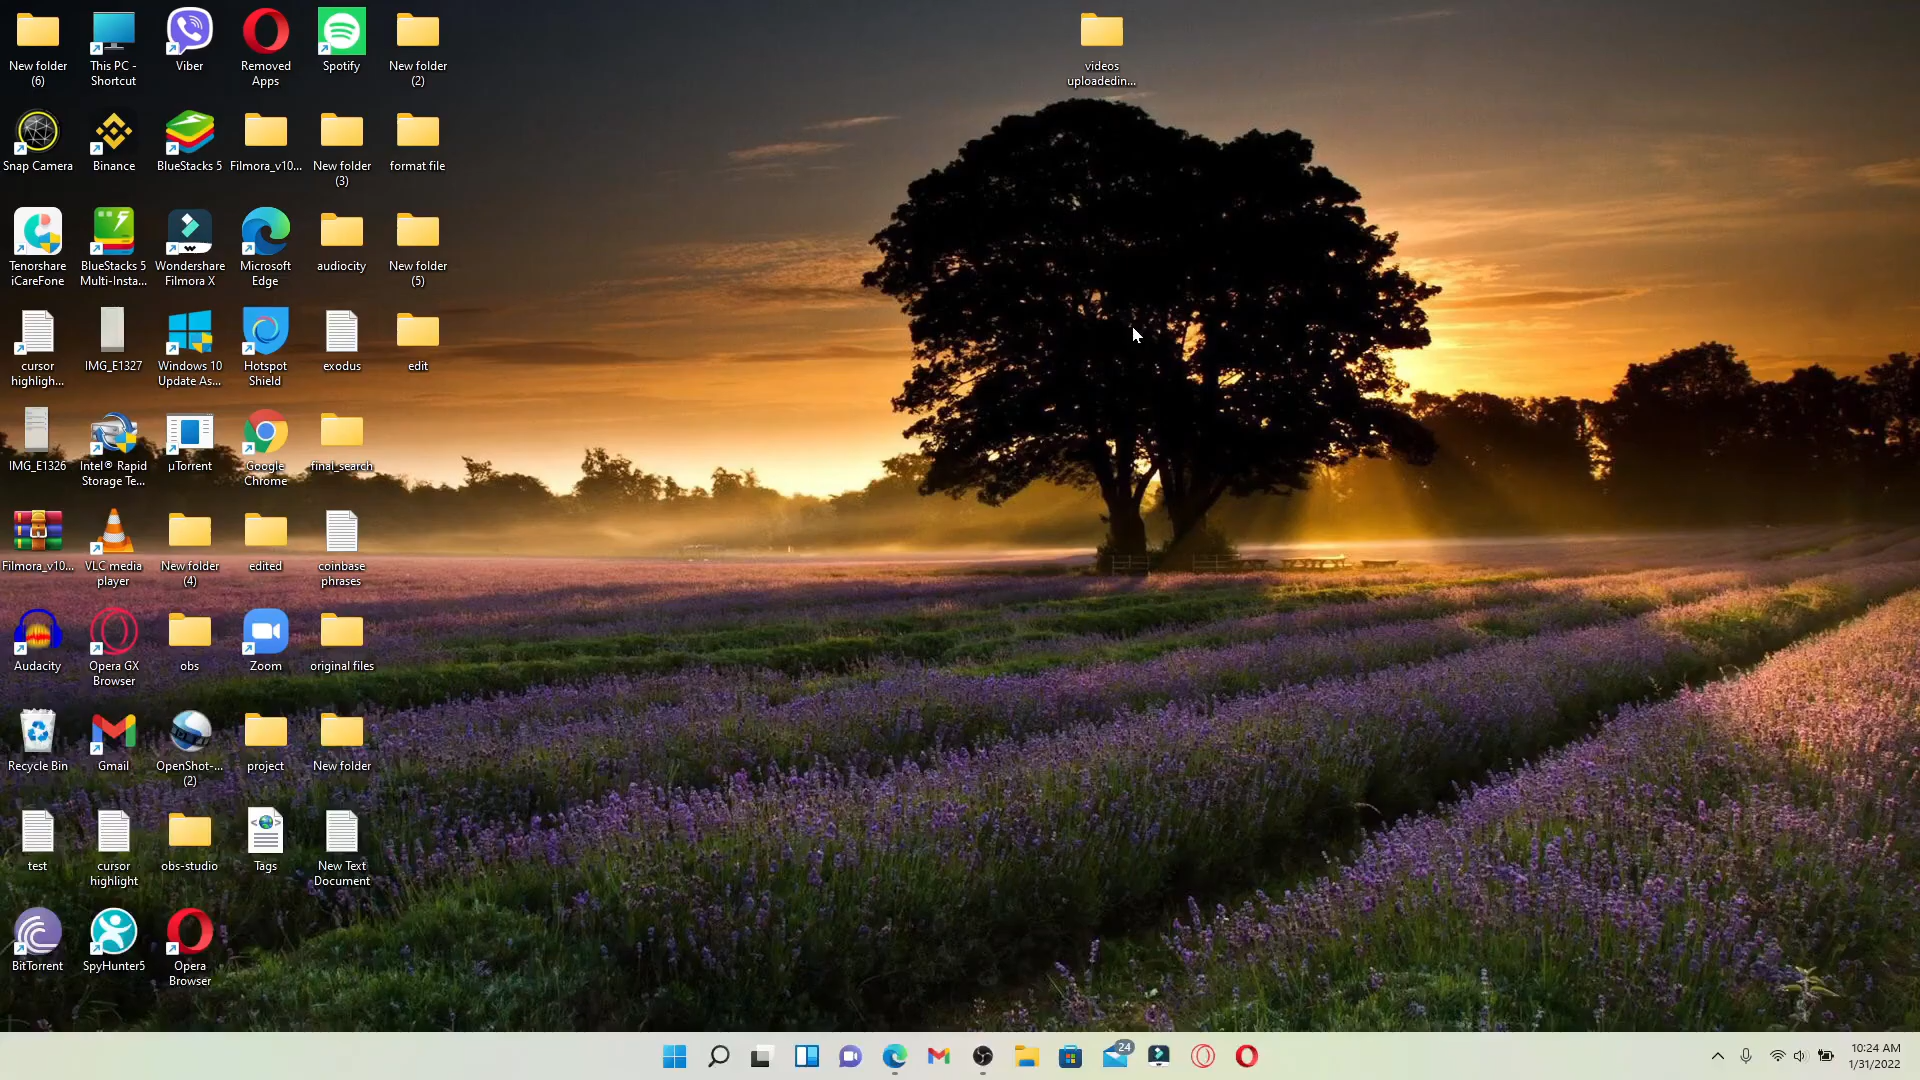 New folder
(6)
This PC -
Shortcut
Viber
Removed
Apps
Spotify
New folder
(2)
videos
uploadedin...
Snap Camera
Binance
BlueStacks 5
Filmora_v10...
New folder
(3)
format file
Tenorshare
iCareFone
BlueStacks 5
Multi-Insta...
Wondershare
Filmora X
Microsoft
Edge
audiocity
New folder
(5)
cursor
highligh...
IMG_E1327
Windows 10
Update As...
Hotspot
Shield
exodus
edit
IMG_E1326
Intel® Rapid
Storage Te...
µTorrent
Google
Chrome
final_search
Filmora_v10...
VLC media
player
New folder
(4)
edited
coinbase
phrases
Audacity
Opera GX
Browser
obs
Zoom
original files
Recycle Bin
Gmail
OpenShot-...
(2)
project
New folder
test
cursor
highlight
obs-studio
Tags
New Text
Document
BitTorrent
SpyHunter5
Opera
Browser
24
10:24 AM
1/31/2022